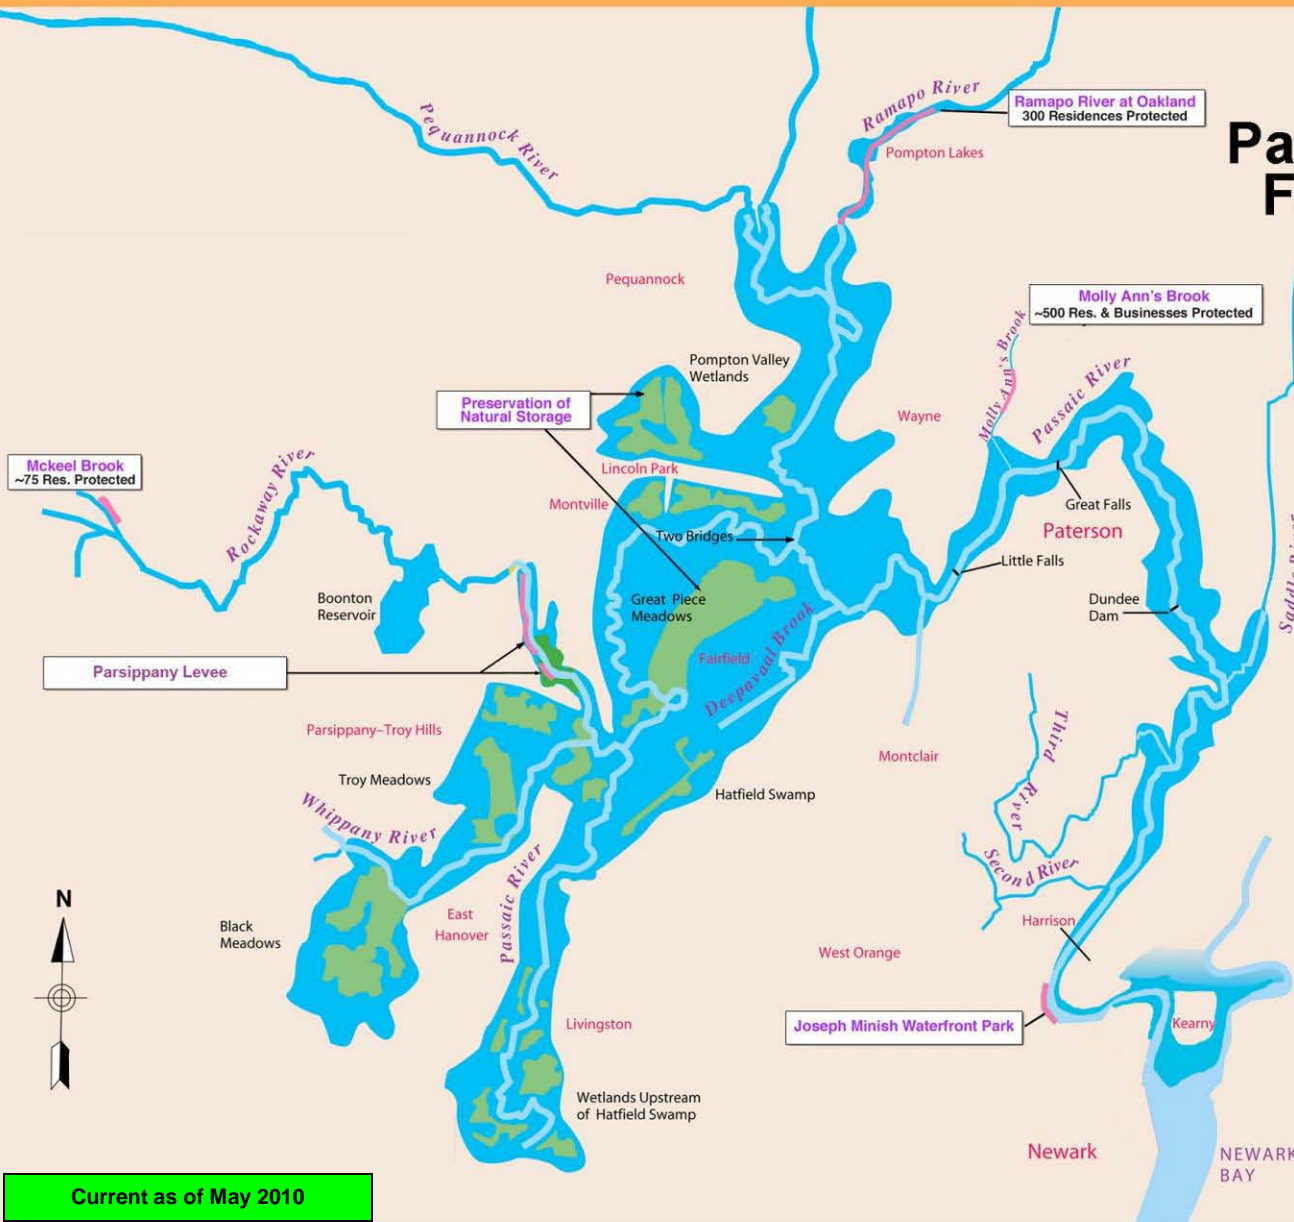 Pequannock River
Ramapo River
Ramapo River at Oakland
300 Residences Protected
Pompton Lakes
Pa
F
Pequannock
Molly Ann's Brook
~500 Res. & Businesses Protected
Molly Ann's Brook
Passaic River
Pompton Valley
Wetlands
Preservation of
Natural Storage
Wayne
Mckeel Brook
~75 Res. Protected
Rockaway River
Lincoln Park
Montville
Great Falls
Paterson
Two Bridges
Little Falls
Boonton
Reservoir
Great Piece
Meadows
Dundee
Dam
Saddle River
Deepavaal Brook
Fairfield
Parsippany Levee
Parsippany–Troy Hills
Third
River
Montclair
Troy Meadows
Hatfield Swamp
Whippany River
Passaic River
Second River
N
East
Hanover
Black
Meadows
Harrison
West Orange
Livingston
Joseph Minish Waterfront Park
Kearny
Wetlands Upstream
of Hatfield Swamp
Newark
NEWARK
BAY
Current as of May 2010